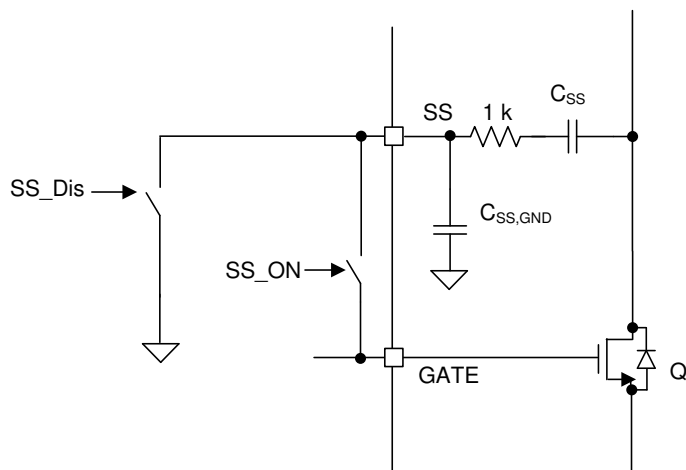 C_SS
SS
1 k
SS_Dis
C_SS,GND
SS_ON
GATE
Q